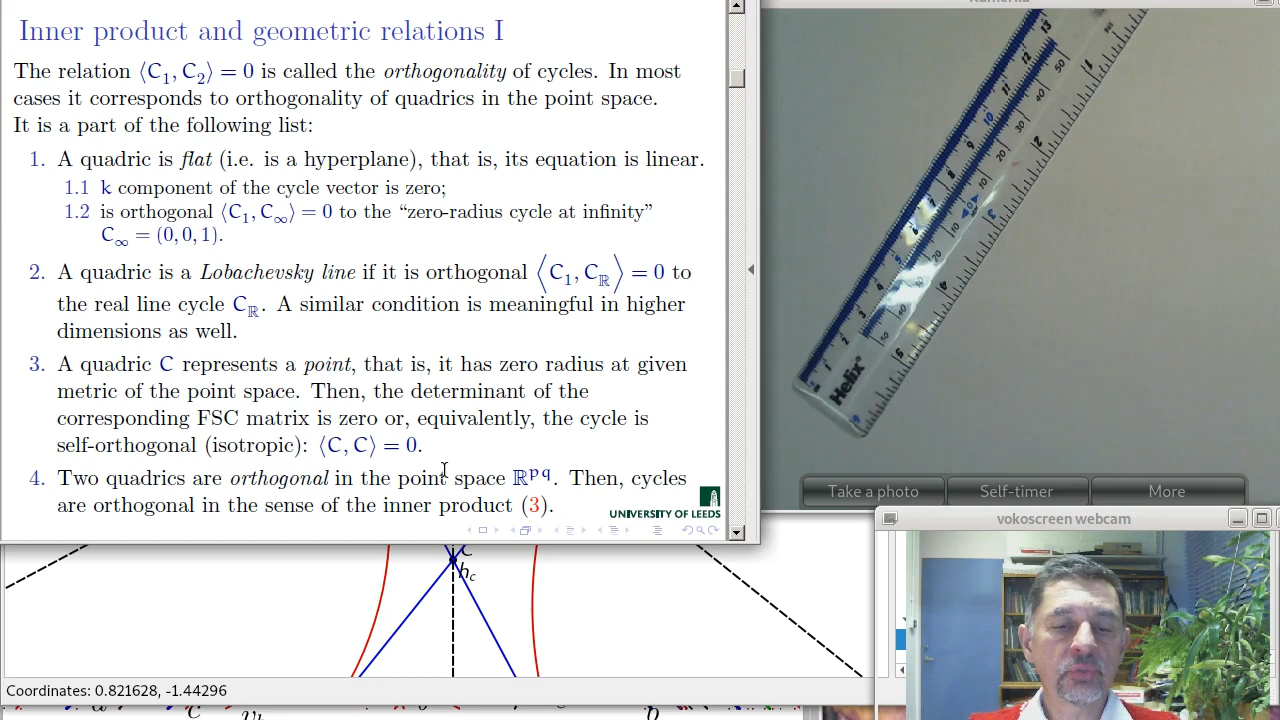 Inner product and geometric relations I
The relation ⟨C₁, C₂⟩ = 0 is called the orthogonality of cycles. In most
cases it corresponds to orthogonality of quadrics in the point space.
It is a part of the following list:
1. A quadric is flat (i.e. is a hyperplane), that is, its equation is linear.
1.1 k component of the cycle vector is zero;
1.2 is orthogonal ⟨C₁, C∞⟩ = 0 to the “zero-radius cycle at infinity”
C∞ = (0, 0, 1).
2. A quadric is a Lobachevsky line if it is orthogonal ⟨C₁, Cℝ⟩ = 0 to
the real line cycle Cℝ. A similar condition is meaningful in higher
dimensions as well.
3. A quadric C represents a point, that is, it has zero radius at given
metric of the point space. Then, the determinant of the
corresponding FSC matrix is zero or, equivalently, the cycle is
self-orthogonal (isotropic): ⟨C, C⟩ = 0.
4. Two quadrics are orthogonal in the point space ℝᵖq. Then, cycles
are orthogonal in the sense of the inner product (3).
UNIVERSITY OF LEEDS
h_c
Coordinates: 0.821628, -1.44296
Helix®
Take a photo
Self-timer
More
vokoscreen webcam